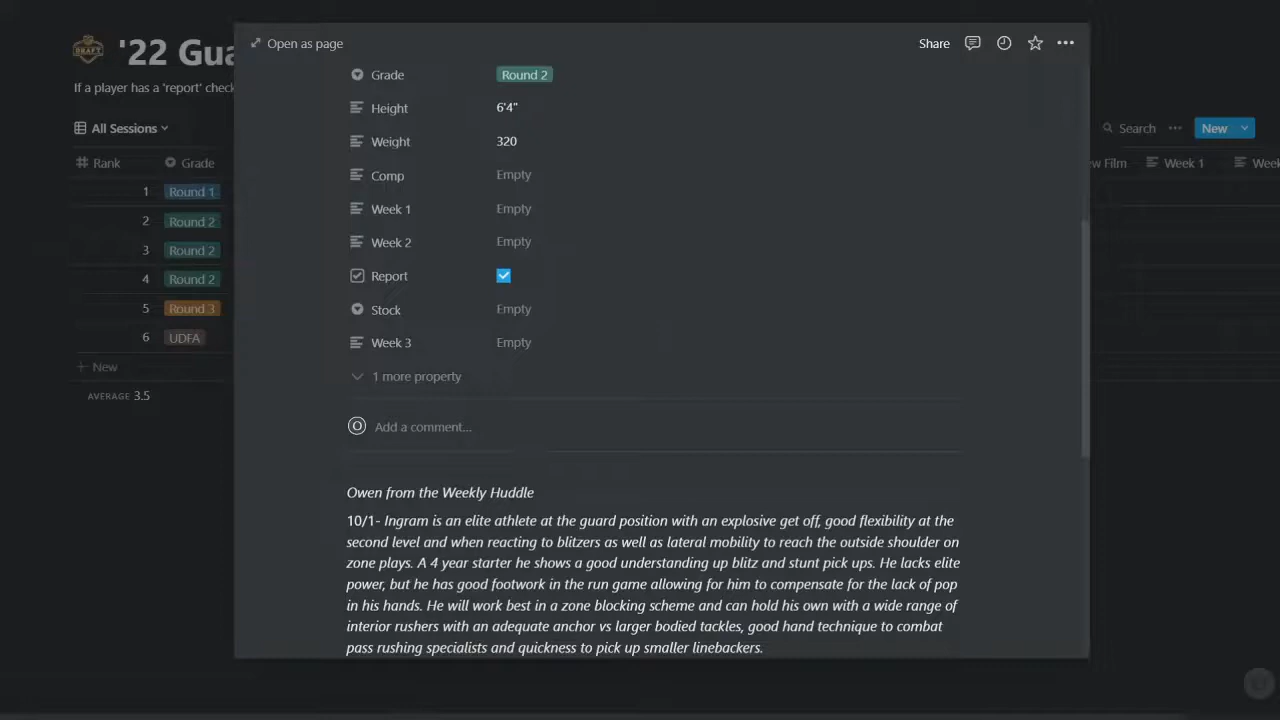 '22 Gua
If a player has a 'report' check
All Sessions
Rank
Grade
1
Round 1
2
Round 2
3
Round 2
4
Round 2
5
Round 3
6
UDFA
+ New
AVERAGE 3.5
Open as page
Share
Grade
Round 2
Height
6'4"
Weight
320
Comp
Empty
Week 1
Empty
Week 2
Empty
Report
Stock
Empty
Week 3
Empty
1 more property
O
Add a comment...
Owen from the Weekly Huddle
10/1- Ingram is an elite athlete at the guard position with an explosive get off, good flexibility at the
second level and when reacting to blitzers as well as lateral mobility to reach the outside shoulder on
zone plays. A 4 year starter he shows a good understanding up blitz and stunt pick ups. He lacks elite
power, but he has good footwork in the run game allowing for him to compensate for the lack of pop
in his hands. He will work best in a zone blocking scheme and can hold his own with a wide range of
interior rushers with an adequate anchor vs larger bodied tackles, good hand technique to combat
pass rushing specialists and quickness to pick up smaller linebackers.
Search
New
w Film
Week 1
Week